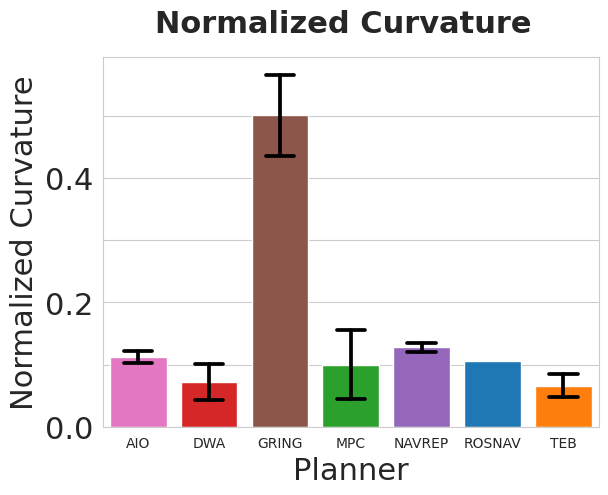 Normalized Curvature
Normalized Curvature
0.4
0.2
0.0
AIO DWA GRING MPC NAVREP ROSNAV TEB
Planner